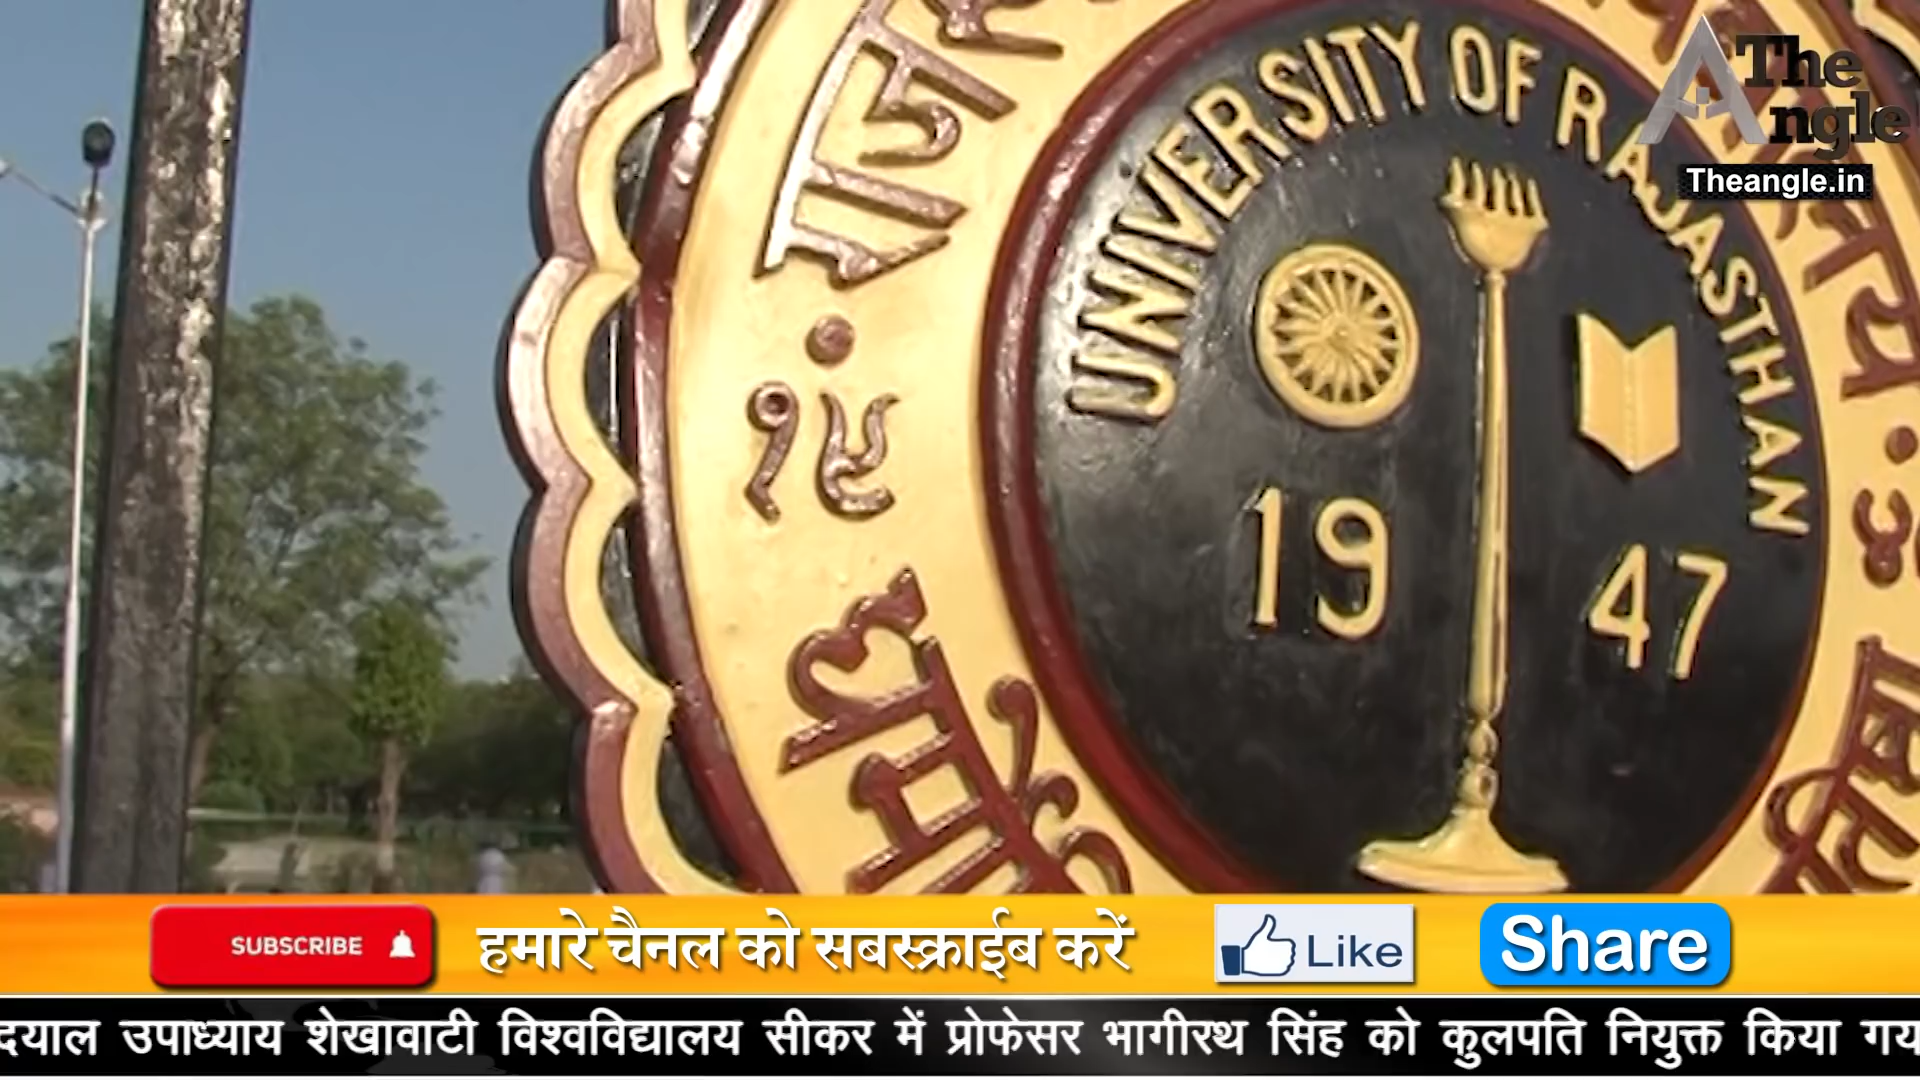 The
Angle
Theangle.in
UNIVERSITY OF RAJASTHAN
19 47
SUBSCRIBE
हमारे चैनल को सबस्क्राईब करें
Like
Share
दयाल उपाध्याय शेखावाटी विश्वविद्यालय सीकर में प्रोफेसर भागीरथ सिंह को कुलपति नियुक्त किया गय